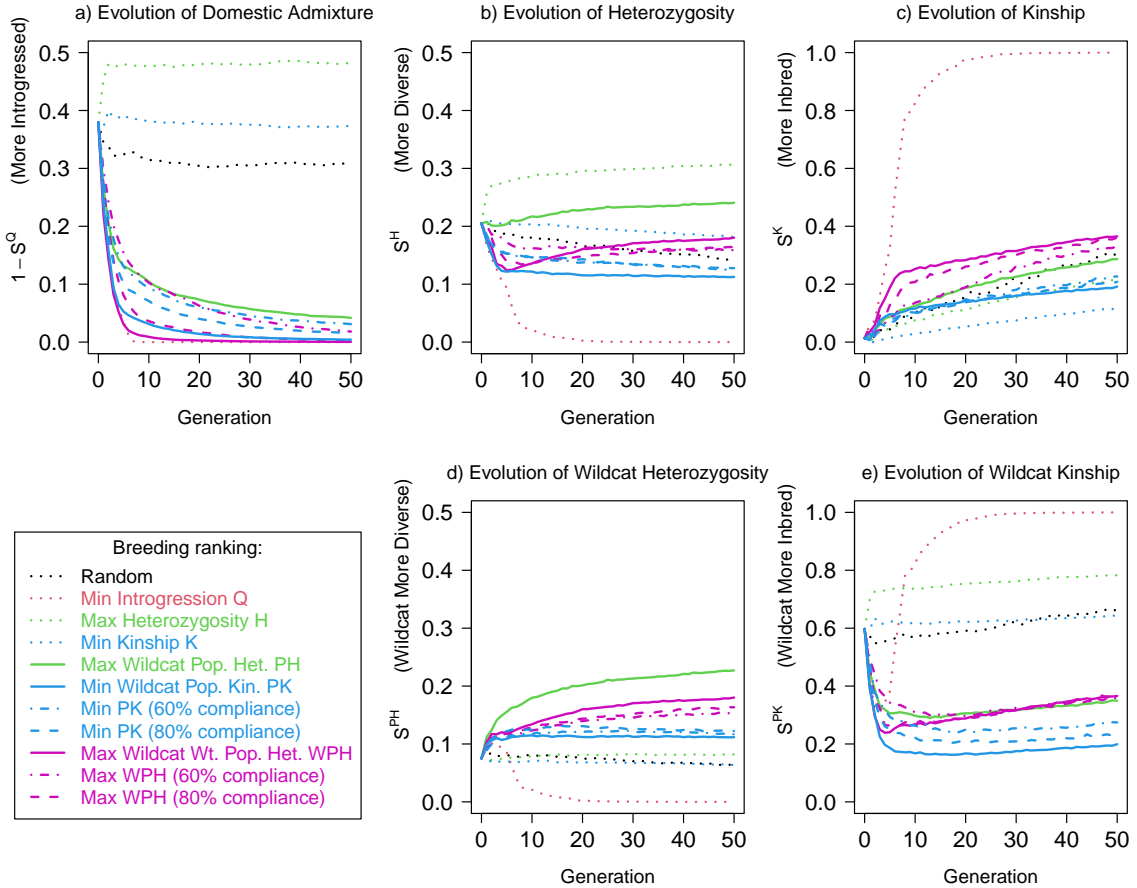 a) Evolution of Domestic Admixture
b) Evolution of Heterozygosity
c) Evolution of Kinship
1 − S^Q (More Introgressed)
0.5
0.4
0.3
0.2
0.1
0.0
0 10 20 30 40 50
Generation
S^H (More Diverse)
0.5
0.4
0.3
0.2
0.1
0.0
0 10 20 30 40 50
Generation
S^K (More Inbred)
1.0
0.8
0.6
0.4
0.2
0.0
0 10 20 30 40 50
Generation
d) Evolution of Wildcat Heterozygosity
e) Evolution of Wildcat Kinship
Breeding ranking:
Random
Min Introgression Q
Max Heterozygosity H
Min Kinship K
Max Wildcat Pop. Het. PH
Min Wildcat Pop. Kin. PK
Min PK (60% compliance)
Min PK (80% compliance)
Max Wildcat Wt. Pop. Het. WPH
Max WPH (60% compliance)
Max WPH (80% compliance)
S^PH (Wildcat More Diverse)
0.5
0.4
0.3
0.2
0.1
0.0
0 10 20 30 40 50
Generation
S^PK (Wildcat More Inbred)
1.0
0.8
0.6
0.4
0.2
0.0
0 10 20 30 40 50
Generation